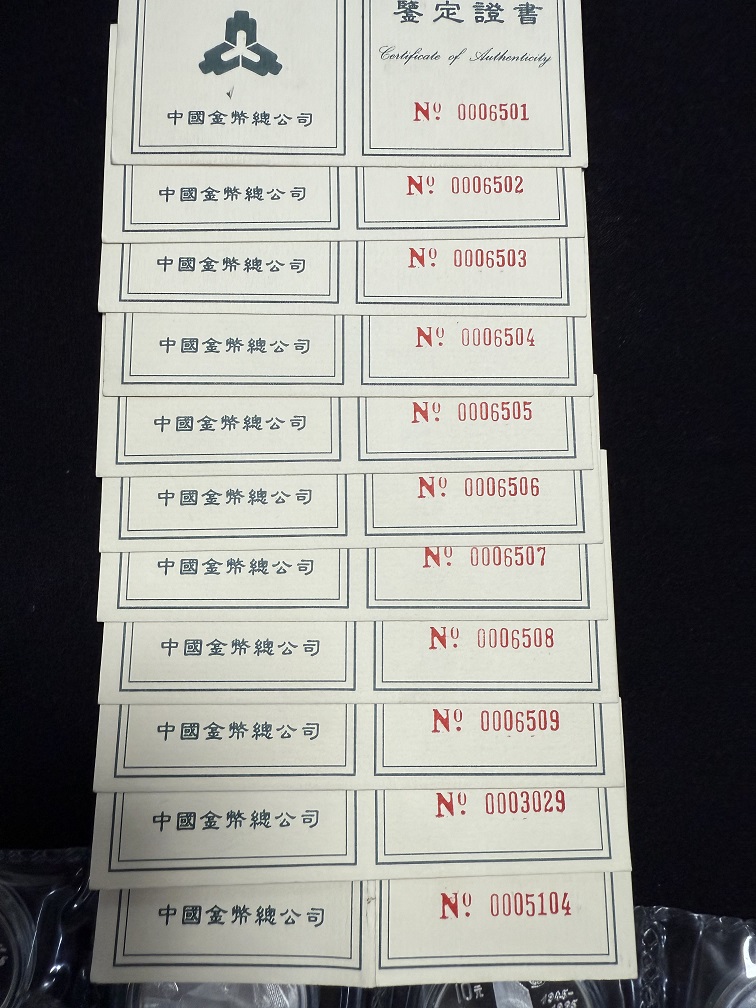 鑒定證書
Certificate of Authenticity
中國金幣總公司 Nº 0006501
中國金幣總公司 Nº 0006502
中國金幣總公司 Nº 0006503
中國金幣總公司 Nº 0006504
中國金幣總公司 Nº 0006505
中國金幣總公司 Nº 0006506
中國金幣總公司 Nº 0006507
中國金幣總公司 Nº 0006508
中國金幣總公司 Nº 0006509
中國金幣總公司 Nº 0003029
中國金幣總公司 Nº 0005104
10元
1945-
1995